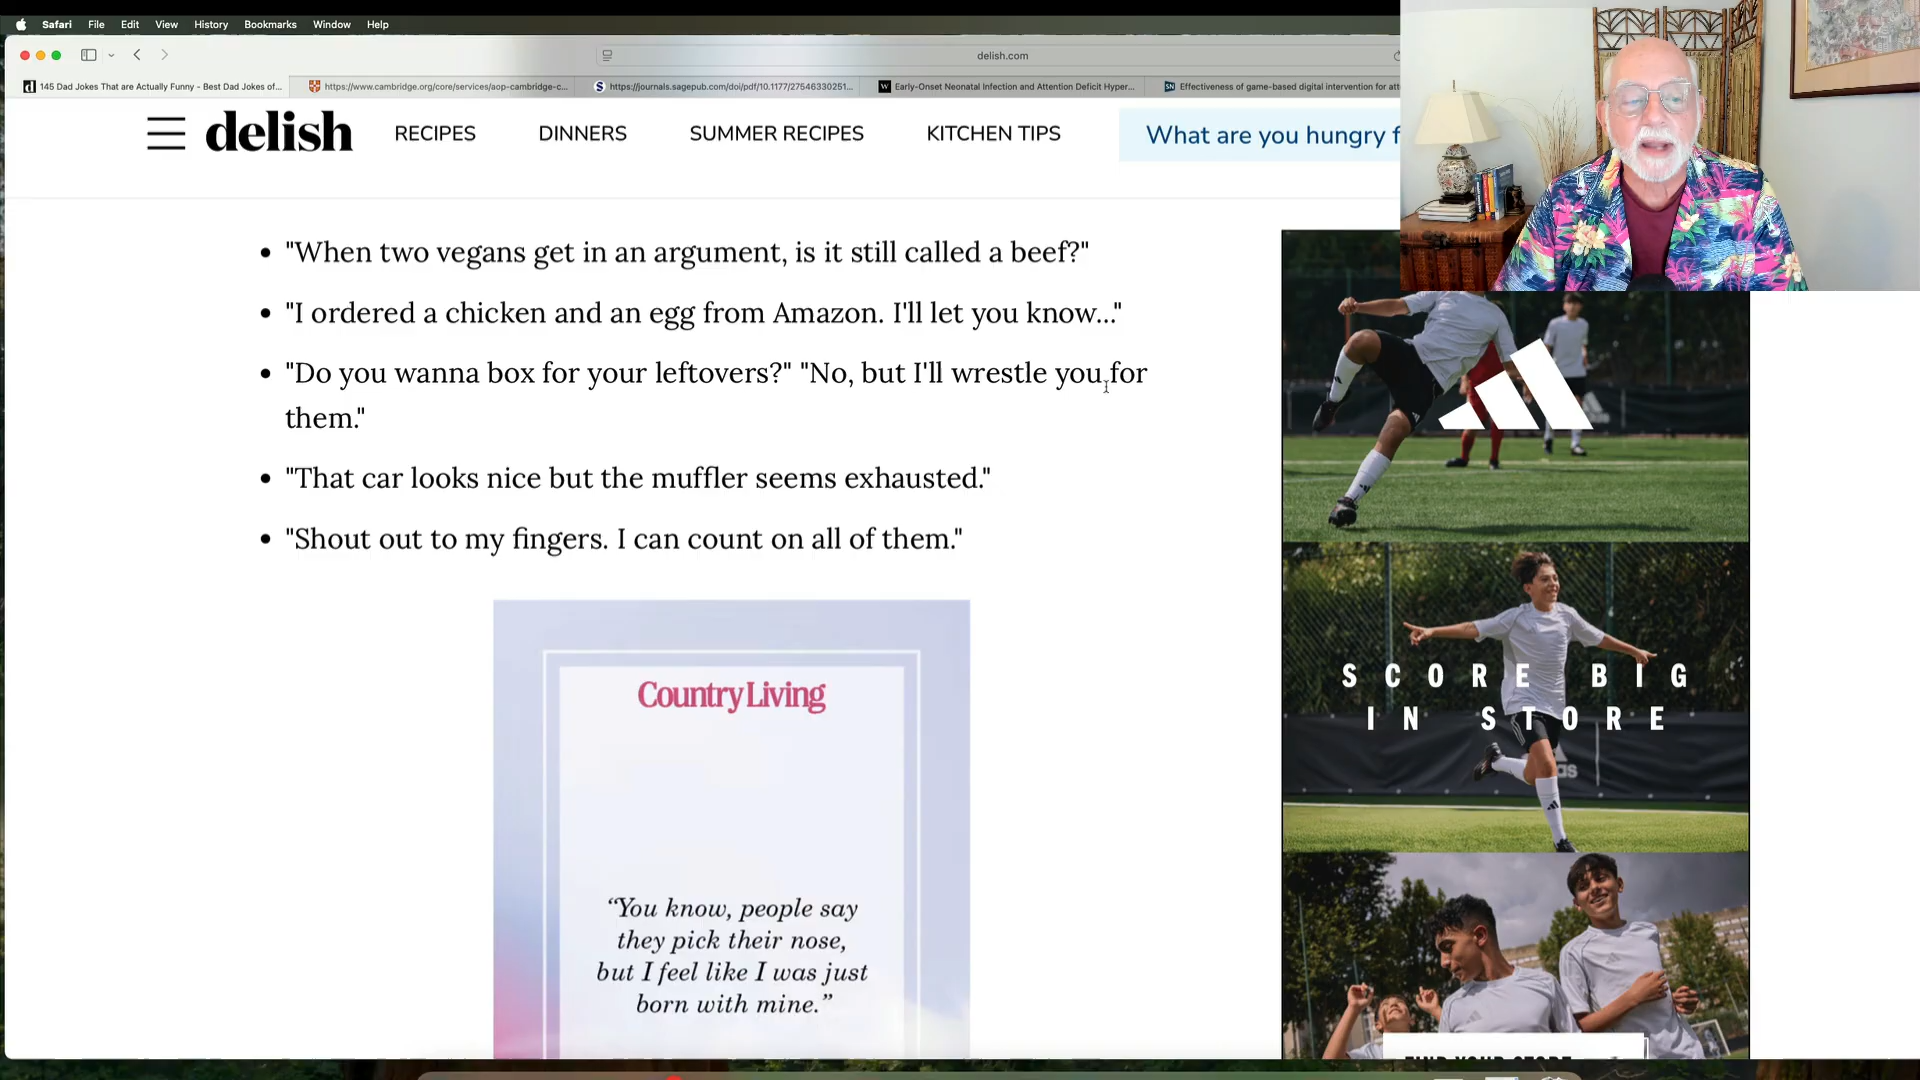 Safari File Edit View History Bookmarks Window Help
delish.com
145 Dad Jokes That are Actually Funny - Best Dad Jokes of...
https://www.cambridge.org/core/services/aop-cambridge-c...
https://journals.sagepub.com/doi/pdf/10.1177/27546330251...
Early-Onset Neonatal Infection and Attention Deficit Hyper...
Effectiveness of game-based digital intervention for att
delish RECIPES DINNERS SUMMER RECIPES KITCHEN TIPS What are you hungry f
• "When two vegans get in an argument, is it still called a beef?"
• "I ordered a chicken and an egg from Amazon. I'll let you know..."
• "Do you wanna box for your leftovers?" "No, but I'll wrestle you for
them."
• "That car looks nice but the muffler seems exhausted."
• "Shout out to my fingers. I can count on all of them."
Country Living
“You know, people say
they pick their nose,
but I feel like I was just
born with mine.”
SCORE BIG
IN STORE